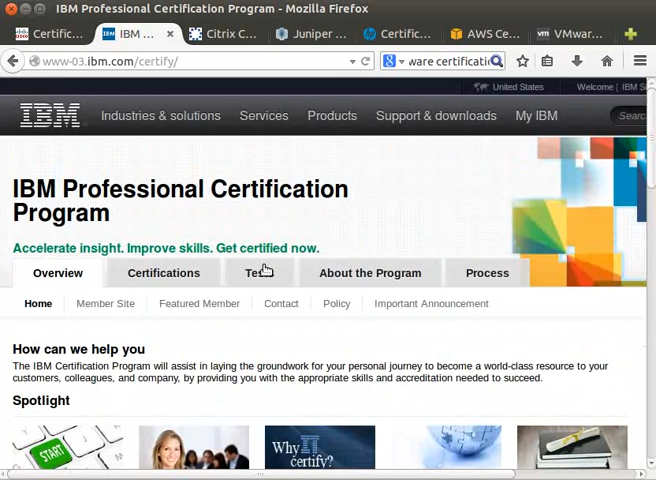 IBM Professional Certification Program - Mozilla Firefox
Certific... IBM ... Citrix C... Juniper ... Certific... AWS Ce... VMwar...
www-03.ibm.com/certify/ ware certificatic
United States Welcome [ IBM S
IBM Industries & solutions Services Products Support & downloads My IBM Searc
IBM Professional Certification
Program
Accelerate insight. Improve skills. Get certified now.
Overview Certifications About the Program Process
Home Member Site Featured Member Contact Policy Important Announcement
How can we help you
The IBM Certification Program will assist in laying the groundwork for your personal journey to become a world-class resource to your
customers, colleagues, and company, by providing you with the appropriate skills and accreditation needed to succeed.
Spotlight
START
Why IT
certify?